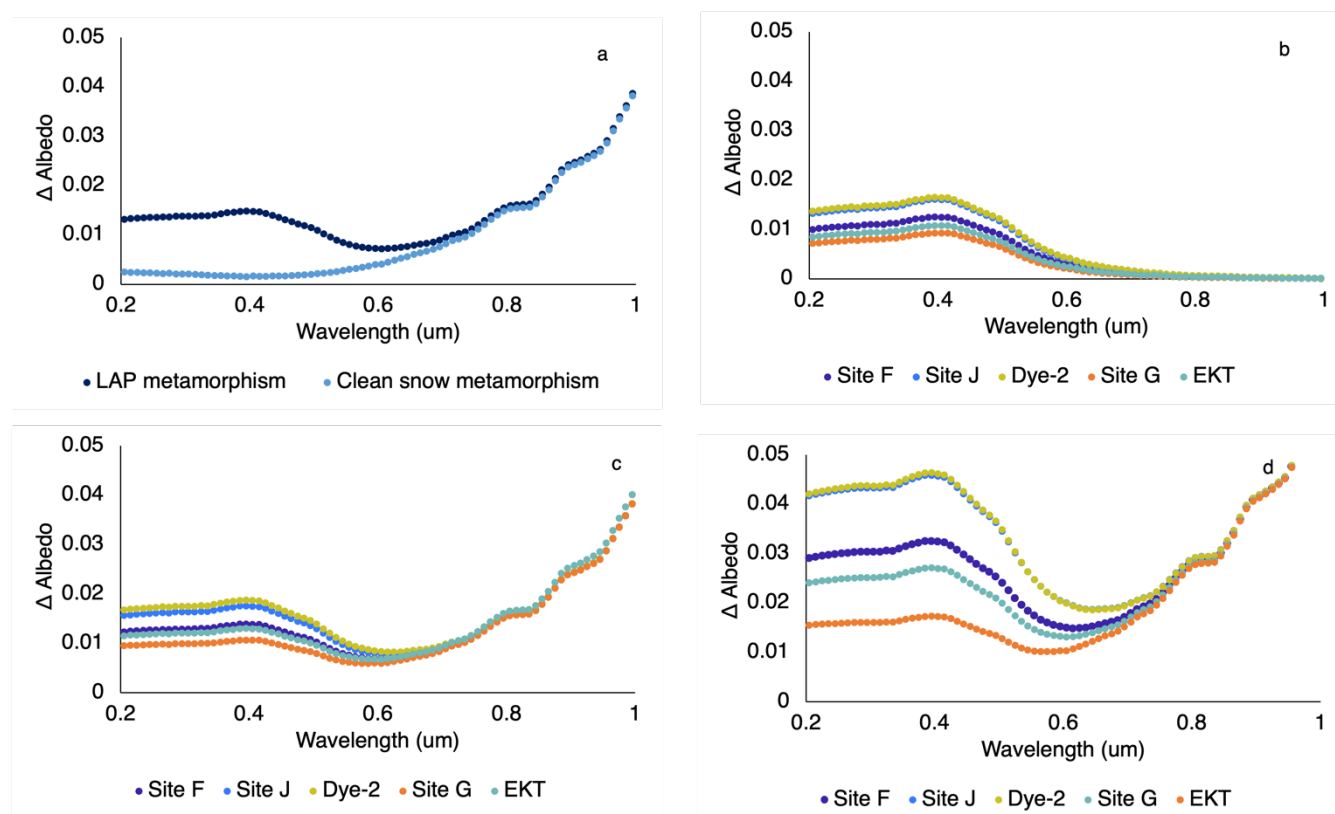 a
0.05
0.04
0.03
0.02
0.01
0
Δ Albedo
0.2 0.4 0.6 0.8 1
Wavelength (um)
LAP metamorphism Clean snow metamorphism
b
0.05
0.04
0.03
0.02
0.01
0
Δ Albedo
0.2 0.4 0.6 0.8 1
Wavelength (um)
Site F Site J Dye-2 Site G EKT
c
0.05
0.04
0.03
0.02
0.01
0
Δ Albedo
0.2 0.4 0.6 0.8 1
Wavelength (um)
Site F Site J Dye-2 Site G EKT
d
0.05
0.04
0.03
0.02
0.01
0
Δ Albedo
0.2 0.4 0.6 0.8 1
Wavelength (um)
Site F Site J Dye-2 Site G EKT